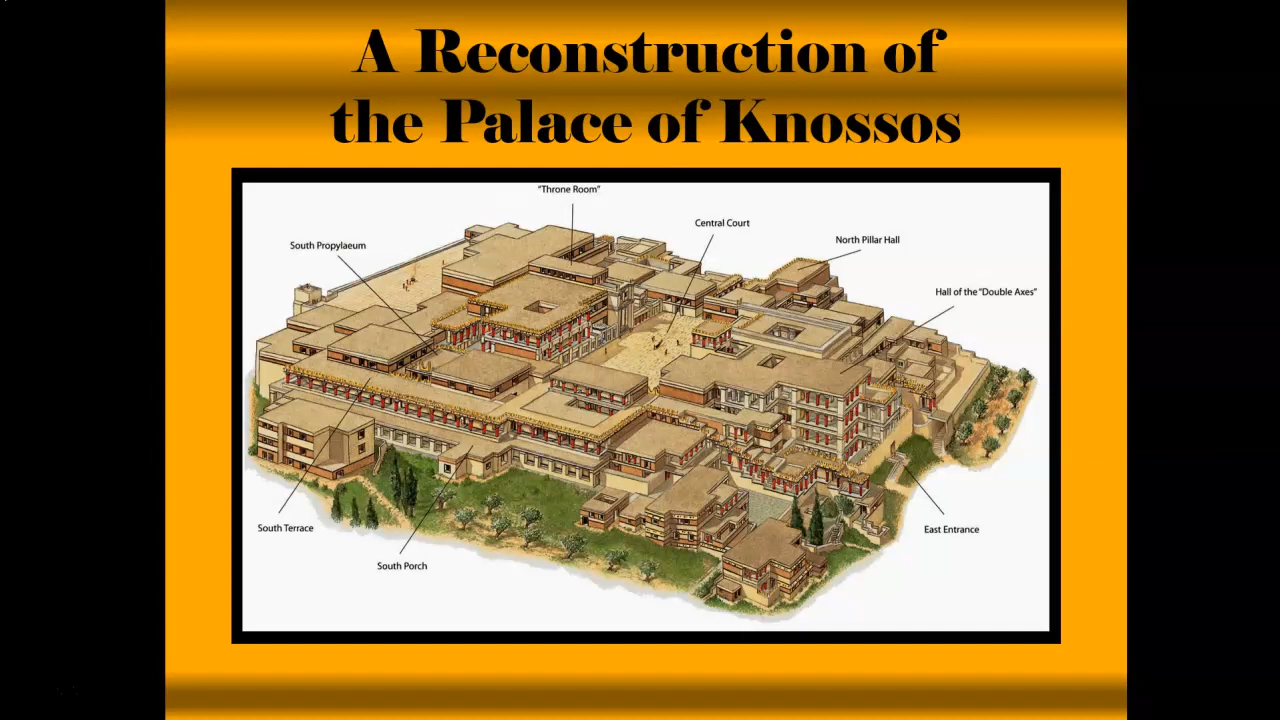 A Reconstruction of
the Palace of Knossos
"Throne Room"
Central Court
North Pillar Hall
South Propylaeum
Hall of the "Double Axes"
South Terrace
East Entrance
South Porch